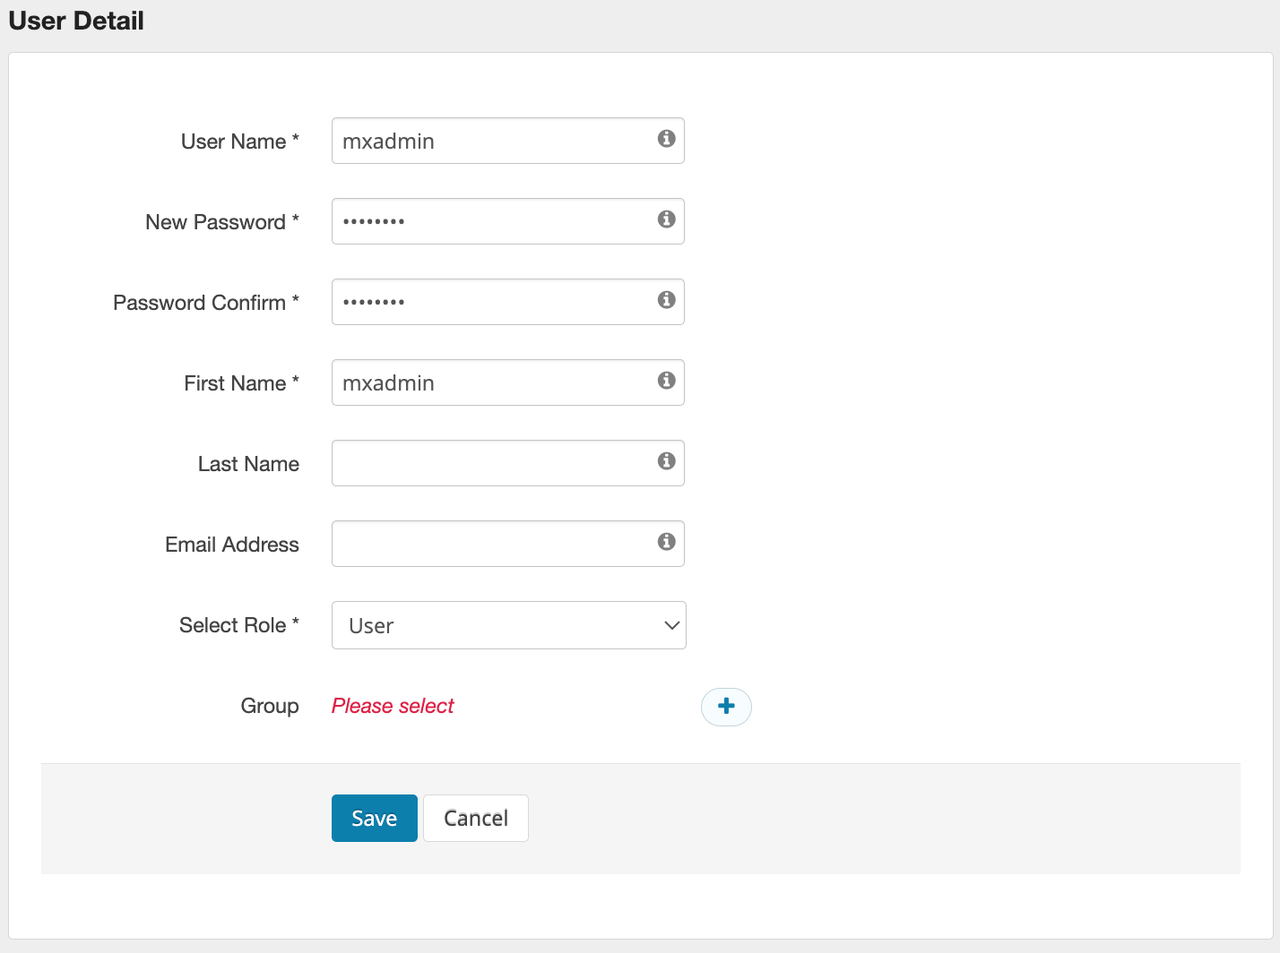 User Detail
User Name * mxadmin
New Password * ••••••••
Password Confirm * ••••••••
First Name * mxadmin
Last Name
Email Address
Select Role * User
Group Please select
Save Cancel